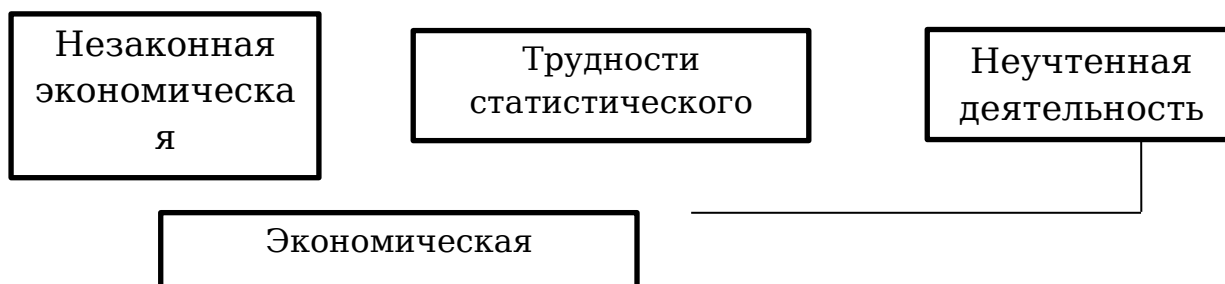 Незаконная
экономическа
я
Трудности
статистического
Неучтенная
деятельность
Экономическая